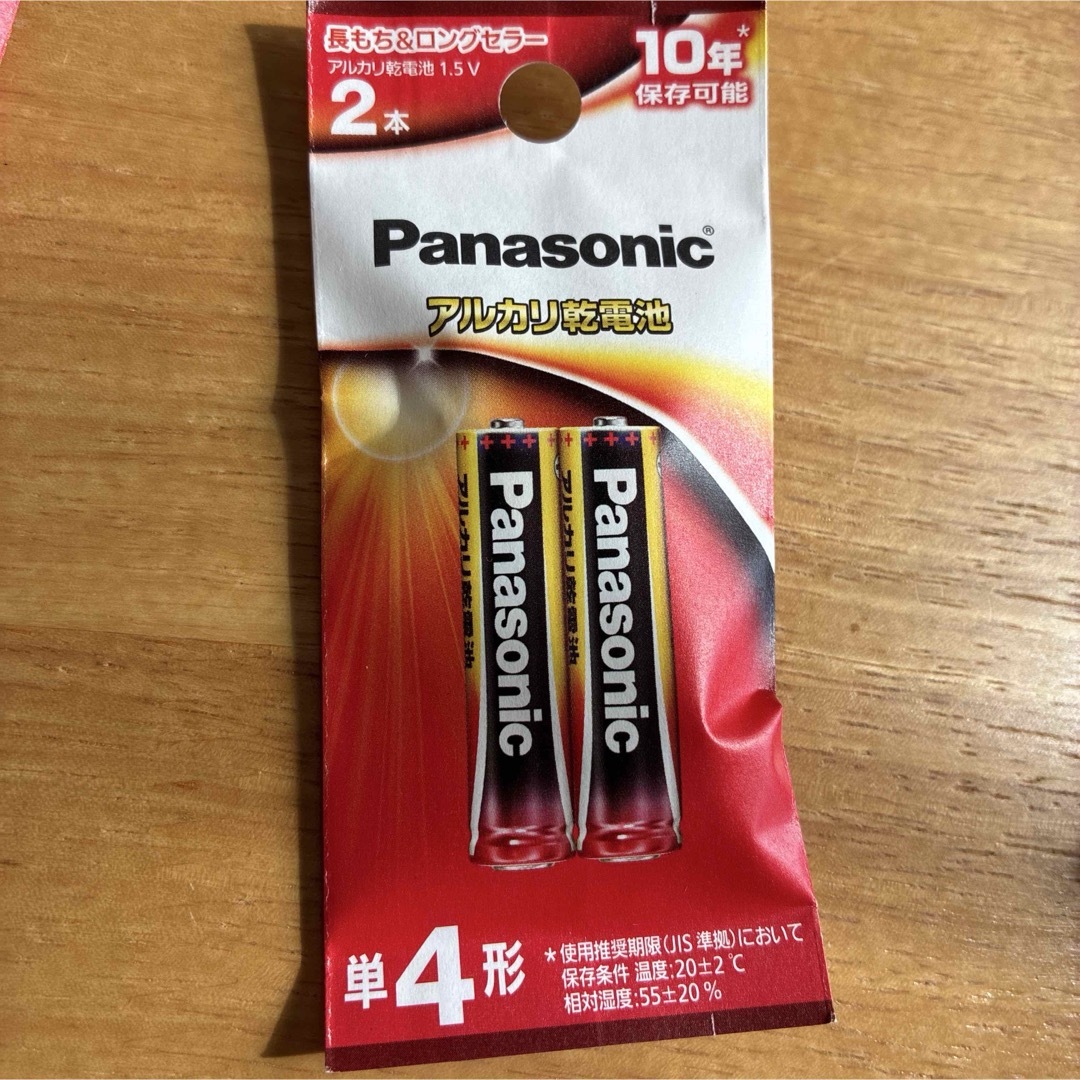 長もち&ロングセラー
アルカリ乾電池 1.5V
2本
10年*
保存可能
Panasonic®
アルカリ乾電池
Panasonic
アルカリ乾電池
Panasonic
アルカリ乾電池
単4形
*使用推奨期限(JIS準拠)において
保存条件 温度:20±2℃
相対湿度:55±20%